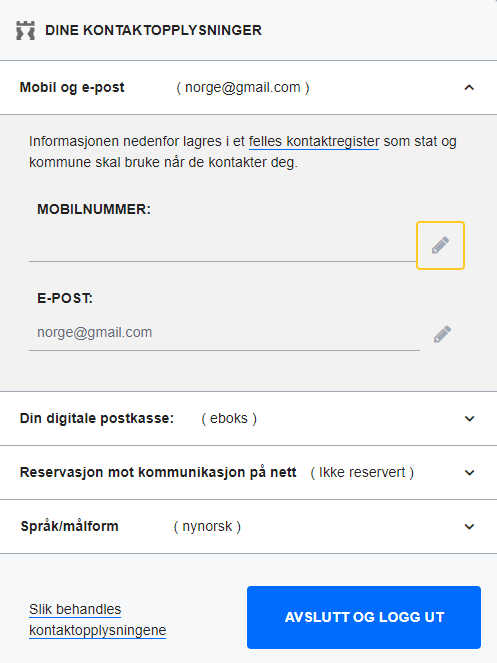 DINE KONTAKTOPPLYSNINGER
Mobil og e-post ( norge@gmail.com )
Informasjonen nedenfor lagres i et felles kontaktregister som stat og
kommune skal bruke når de kontakter deg.
MOBILNUMMER:
E-POST:
norge@gmail.com
Din digitale postkasse: ( eboks )
Reservasjon mot kommunikasjon på nett ( Ikke reservert )
Språk/målform ( nynorsk )
Slik behandles
kontaktopplysningene
AVSLUTT OG LOGG UT